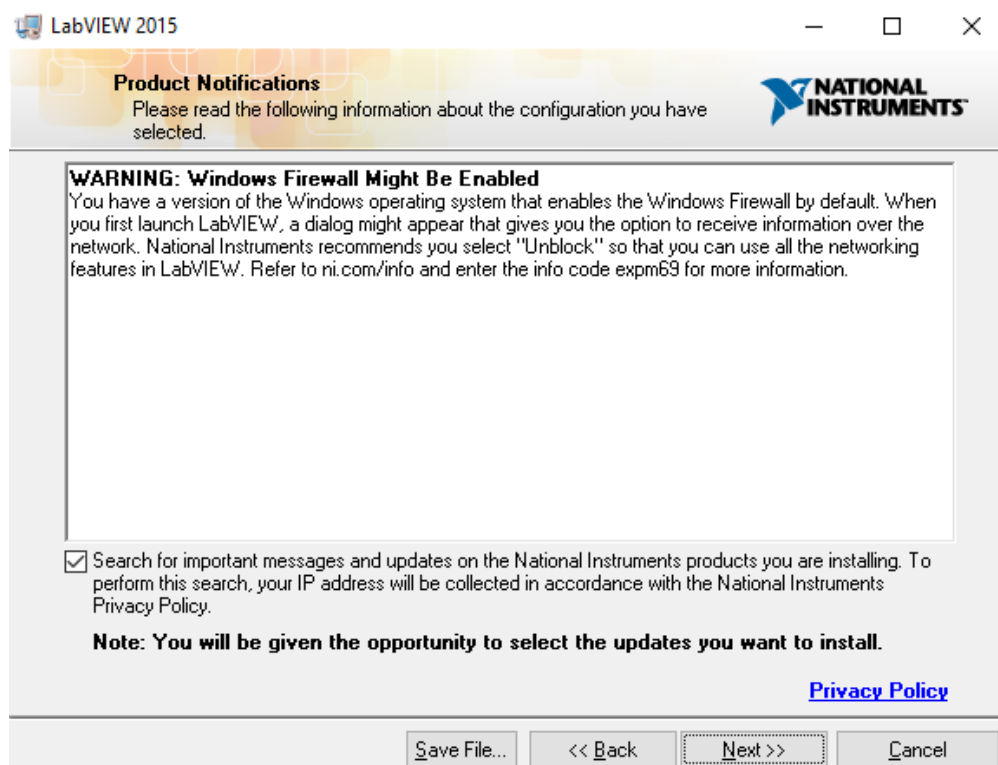 LabVIEW 2015
Product Notifications
Please read the following information about the configuration you have
selected.
NATIONAL
INSTRUMENTS™
WARNING: Windows Firewall Might Be Enabled
You have a version of the Windows operating system that enables the Windows Firewall by default. When
you first launch LabVIEW, a dialog might appear that gives you the option to receive information over the
network. National Instruments recommends you select "Unblock" so that you can use all the networking
features in LabVIEW. Refer to ni.com/info and enter the info code expm69 for more information.
Search for important messages and updates on the National Instruments products you are installing. To
perform this search, your IP address will be collected in accordance with the National Instruments
Privacy Policy.
Note: You will be given the opportunity to select the updates you want to install.
Privacy Policy
Save File...
<< Back
Next >>
Cancel